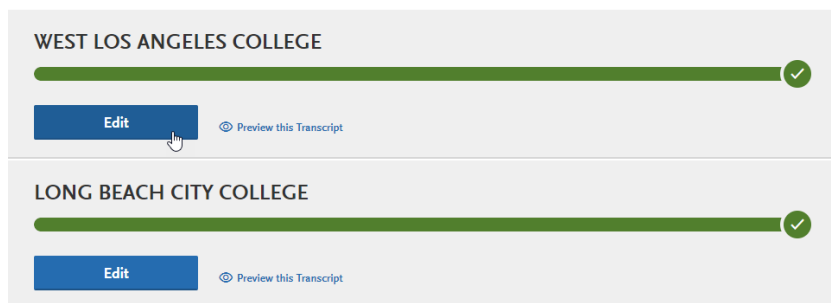 WEST LOS ANGELES COLLEGE
Edit
Preview this Transcript
LONG BEACH CITY COLLEGE
Edit
Preview this Transcript